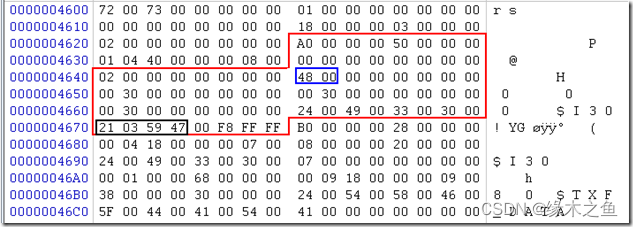 0000004600 72 00 73 00 00 00 00 00 01 00 00 00 00 00 00 00 r s
0000004610 00 00 00 00 00 00 00 00 18 00 00 00 03 00 00 00
0000004620 02 00 00 00 00 00 00 00 A0 00 00 00 50 00 00 00 P
0000004630 01 04 40 00 00 00 08 00 00 00 00 00 00 00 00 00 @
0000004640 02 00 00 00 00 00 00 00 48 00 00 00 00 00 00 00 H
0000004650 00 30 00 00 00 00 00 00 00 30 00 00 00 00 00 00 0 0
0000004660 00 30 00 00 00 00 00 00 24 00 49 00 33 00 30 00 0 $I30
0000004670 21 03 59 47 00 F8 FF FF B0 00 00 00 28 00 00 00 ! YG øÿÿ° (
0000004680 00 04 18 00 00 00 07 00 08 00 00 00 20 00 00 00
0000004690 24 00 49 00 33 00 30 00 07 00 00 00 00 00 00 00 $I30
00000046A0 01 00 00 00 68 00 00 00 00 09 18 00 00 00 09 00 h
00000046B0 38 00 00 00 30 00 00 00 24 00 54 00 58 00 46 00 8 0 $TXF
00000046C0 5F 00 44 00 41 00 54 00 41 00 00 00 00 00 00 00 _DATA
CSDN @缘木之鱼